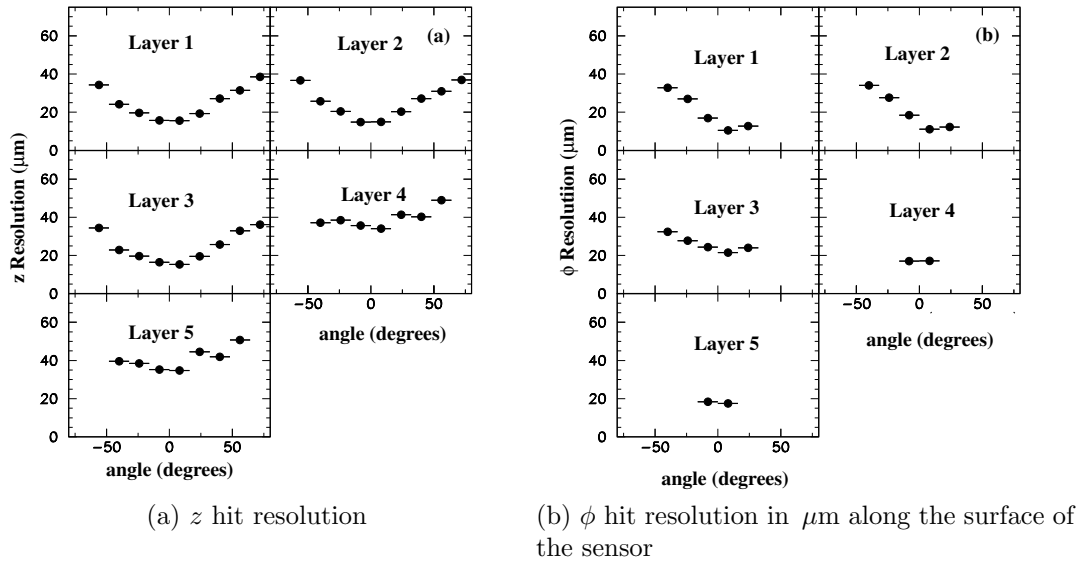 60
40
20
0
Layer 1
Layer 2
(a)
60
40
20
0
Layer 3
Layer 4
−50 0 50
angle (degrees)
60
40
20
0
Layer 5
−50 0 50
angle (degrees)
z Resolution (μm)
(a) z hit resolution
60
40
20
0
Layer 1
Layer 2
(b)
60
40
20
0
Layer 3
Layer 4
−50 0 50
angle (degrees)
60
40
20
0
Layer 5
−50 0 50
angle (degrees)
ϕ Resolutiion (μm)
(b) ϕ hit resolution in μm along the surface of
the sensor